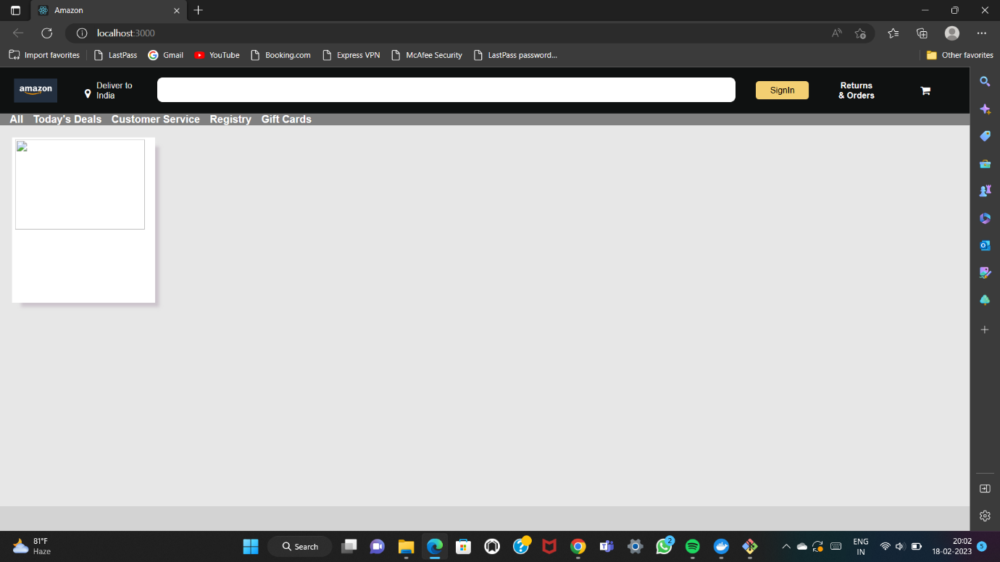 Amazon
localhost:3000
Import favorites LastPass Gmail YouTube Booking.com Express VPN McAfee Security LastPass password... Other favorites
amazon
Deliver to
India
SignIn
Returns
& Orders
All Today's Deals Customer Service Registry Gift Cards
81°F
Haze
Search
2
ENG
IN
20:02
18-02-2023
5